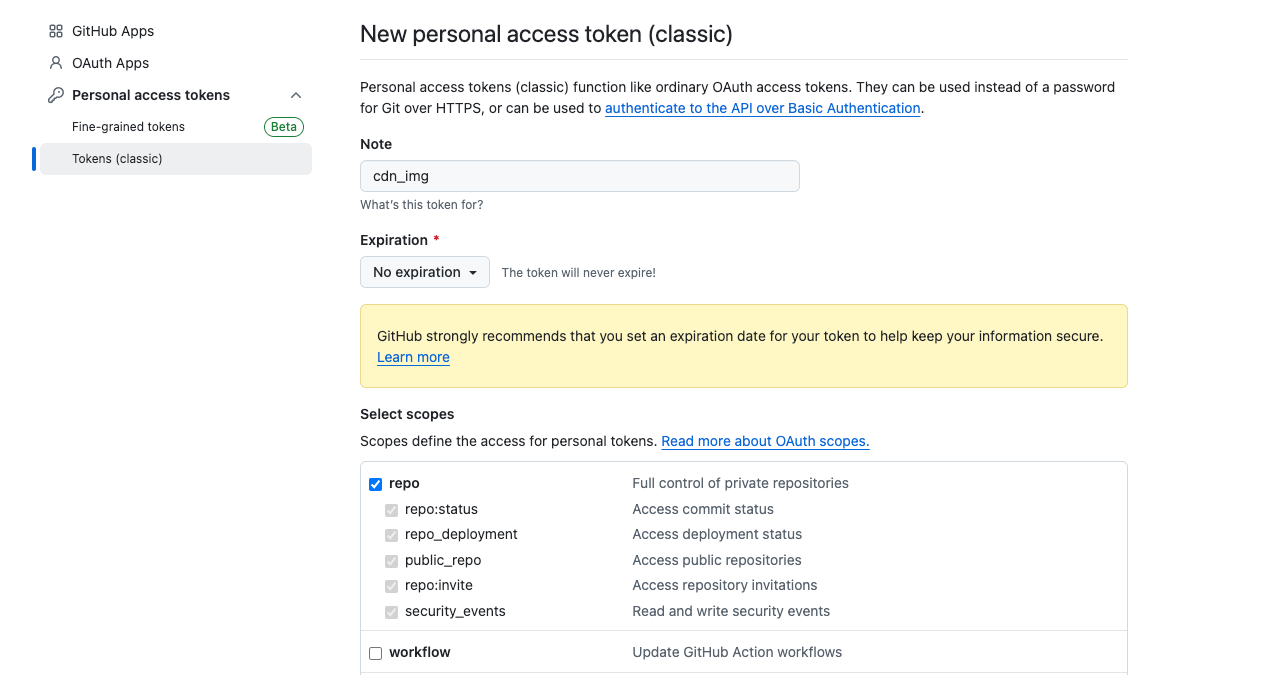 GitHub Apps
OAuth Apps
Personal access tokens
Fine-grained tokens
Beta
Tokens (classic)
New personal access token (classic)
Personal access tokens (classic) function like ordinary OAuth access tokens. They can be used instead of a password
for Git over HTTPS, or can be used to authenticate to the API over Basic Authentication.
Note
cdn_img
What's this token for?
Expiration *
No expiration
The token will never expire!
GitHub strongly recommends that you set an expiration date for your token to help keep your information secure.
Learn more
Select scopes
Scopes define the access for personal tokens. Read more about OAuth scopes.
repo Full control of private repositories
repo:status Access commit status
repo_deployment Access deployment status
public_repo Access public repositories
repo:invite Access repository invitations
security_events Read and write security events
workflow Update GitHub Action workflows